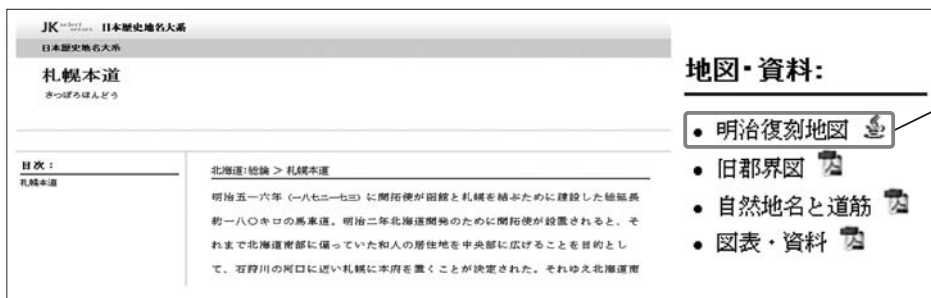 JK select series 日本歴史地名大系
日本歴史地名大系
札幌本道
さっぽろほんどう
目次：
札幌本道
北海道:総論 > 札幌本道
明治五―六年（一八七二―七三）に開拓使が函館と札幌を結ぶために建設した総延長
約一八〇キロの馬車道。明治二年北海道開発のために開拓使が設置されると、そ
れまで北海道南部に偏っていた和人の居住地を中央部に広げることを目的とし
て、石狩川の河口に近い札幌に本府を置くことが決定された。それゆえ北海道南
地図・資料:
• 明治復刻地図
• 旧郡界図
• 自然地名と道筋
• 図表・資料